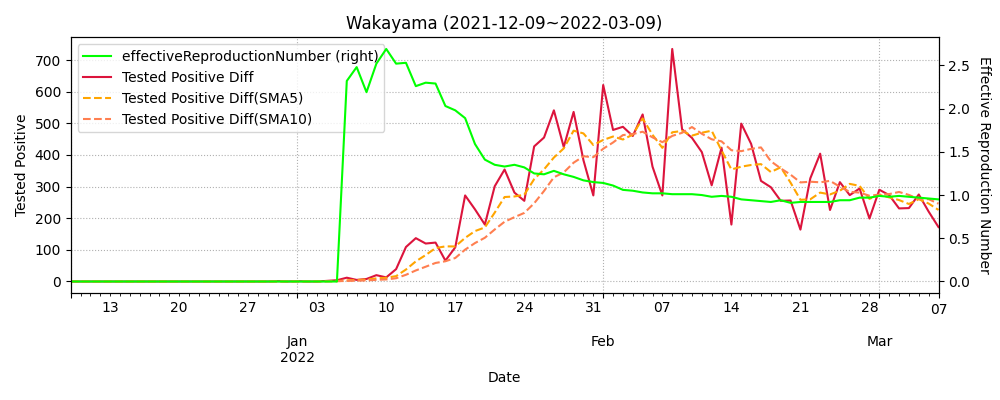 Wakayama (2021-12-09~2022-03-09)
effectiveReproductionNumber (right)
Tested Positive Diff
Tested Positive Diff(SMA5)
Tested Positive Diff(SMA10)
Tested Positive
700
600
500
400
300
200
100
0
2.5
2.0
1.5
1.0
0.5
0.0
Effective Reproduction Number
13 20 27 03 10 17 24 31 07 14 21 28 07
Jan Feb Mar
2022
Date